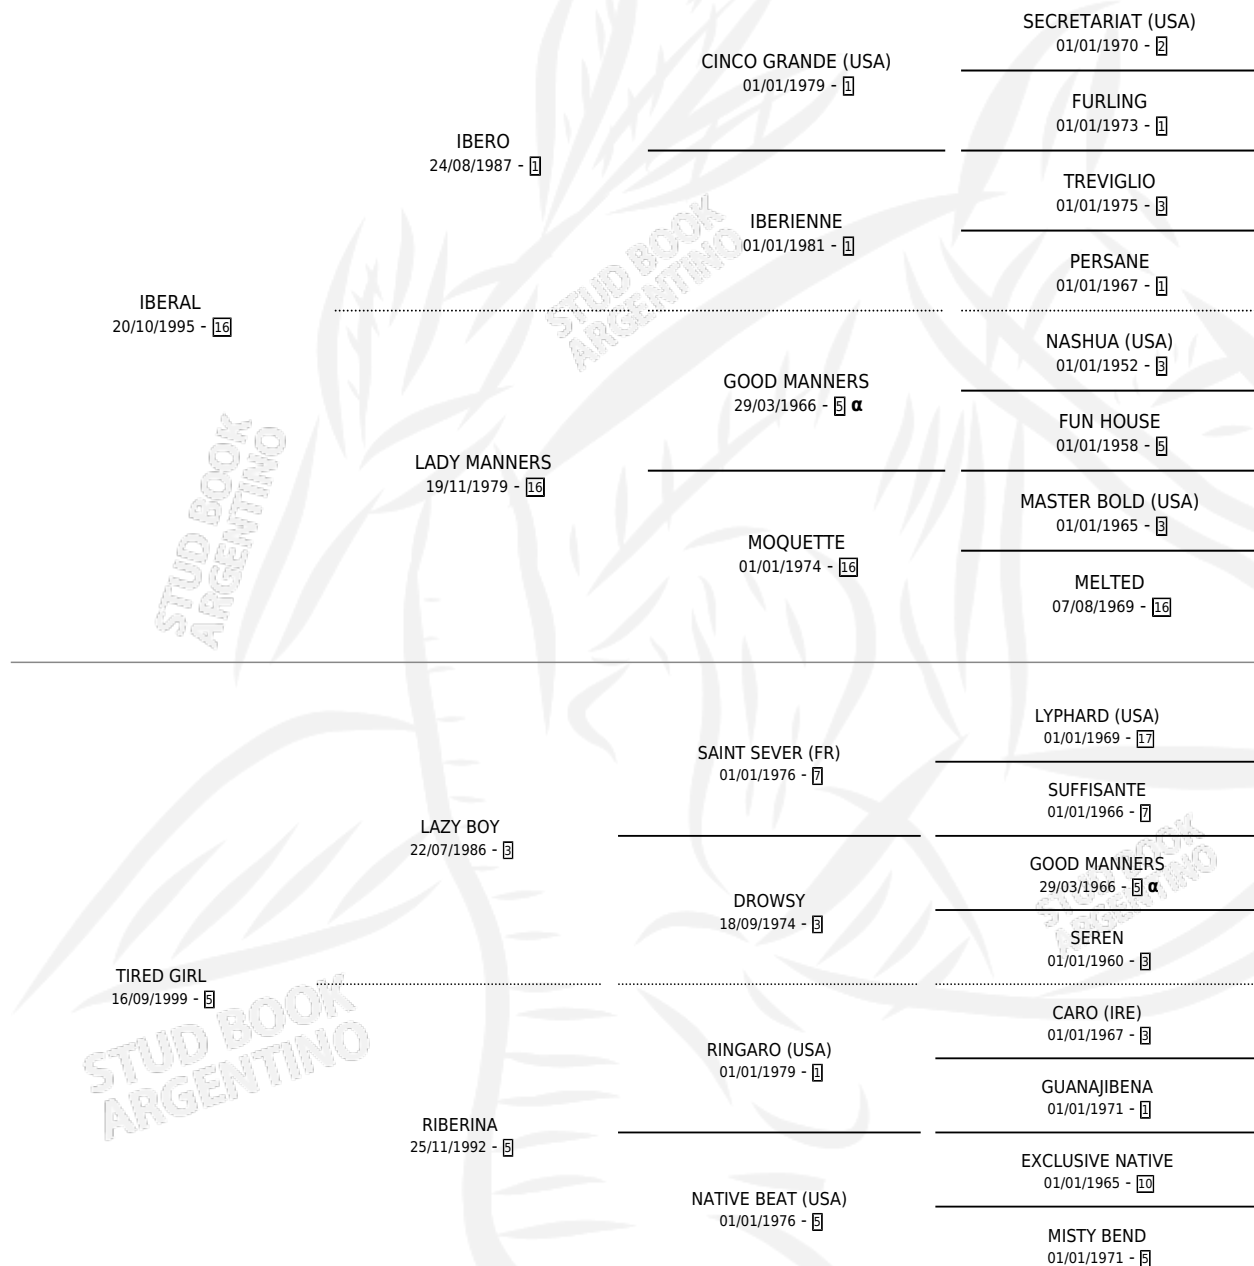 SECRETARIAT (USA)
01/01/1970 - 2
CINCO GRANDE (USA)
01/01/1979 - 1
FURLING
01/01/1973 - 1
IBERO
24/08/1987 - 1
TREVIGLIO
01/01/1975 - 3
IBERIENNE
01/01/1981 - 1
PERSANE
01/01/1967 - 1
IBERAL
20/10/1995 - 16
STUD BOOK
ARGENTINO
NASHUA (USA)
01/01/1952 - 3
GOOD MANNERS
29/03/1966 - 5 α
FUN HOUSE
01/01/1958 - 5
LADY MANNERS
19/11/1979 - 16
MASTER BOLD (USA)
01/01/1965 - 3
MOQUETTE
01/01/1974 - 16
MELTED
07/08/1969 - 16
STUD BOOK
ARGENTINO
LYPHARD (USA)
01/01/1969 - 17
SAINT SEVER (FR)
01/01/1976 - 7
SUFFISANTE
01/01/1966 - 7
LAZY BOY
22/07/1986 - 3
GOOD MANNERS
29/03/1966 - 5 α
DROWSY
18/09/1974 - 3
SEREN
01/01/1960 - 3
STUD BOOK
ARGENTINO
TIRED GIRL
16/09/1999 - 5
STUD BOOK
ARGENTINO
CARO (IRE)
01/01/1967 - 3
RINGARO (USA)
01/01/1979 - 1
GUANAJIBENA
01/01/1971 - 1
RIBERINA
25/11/1992 - 5
EXCLUSIVE NATIVE
01/01/1965 - 10
NATIVE BEAT (USA)
01/01/1976 - 5
MISTY BEND
01/01/1971 - 5